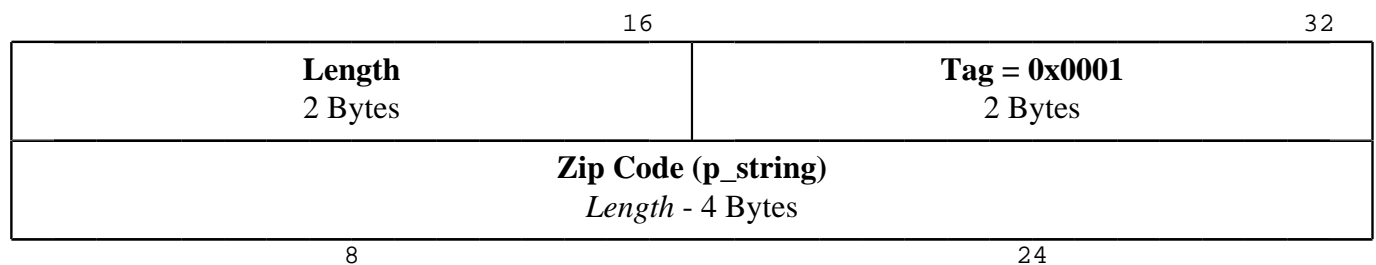 16 32
Length Tag = 0x0001
2 Bytes 2 Bytes
Zip Code (p_string)
Length - 4 Bytes
8 24